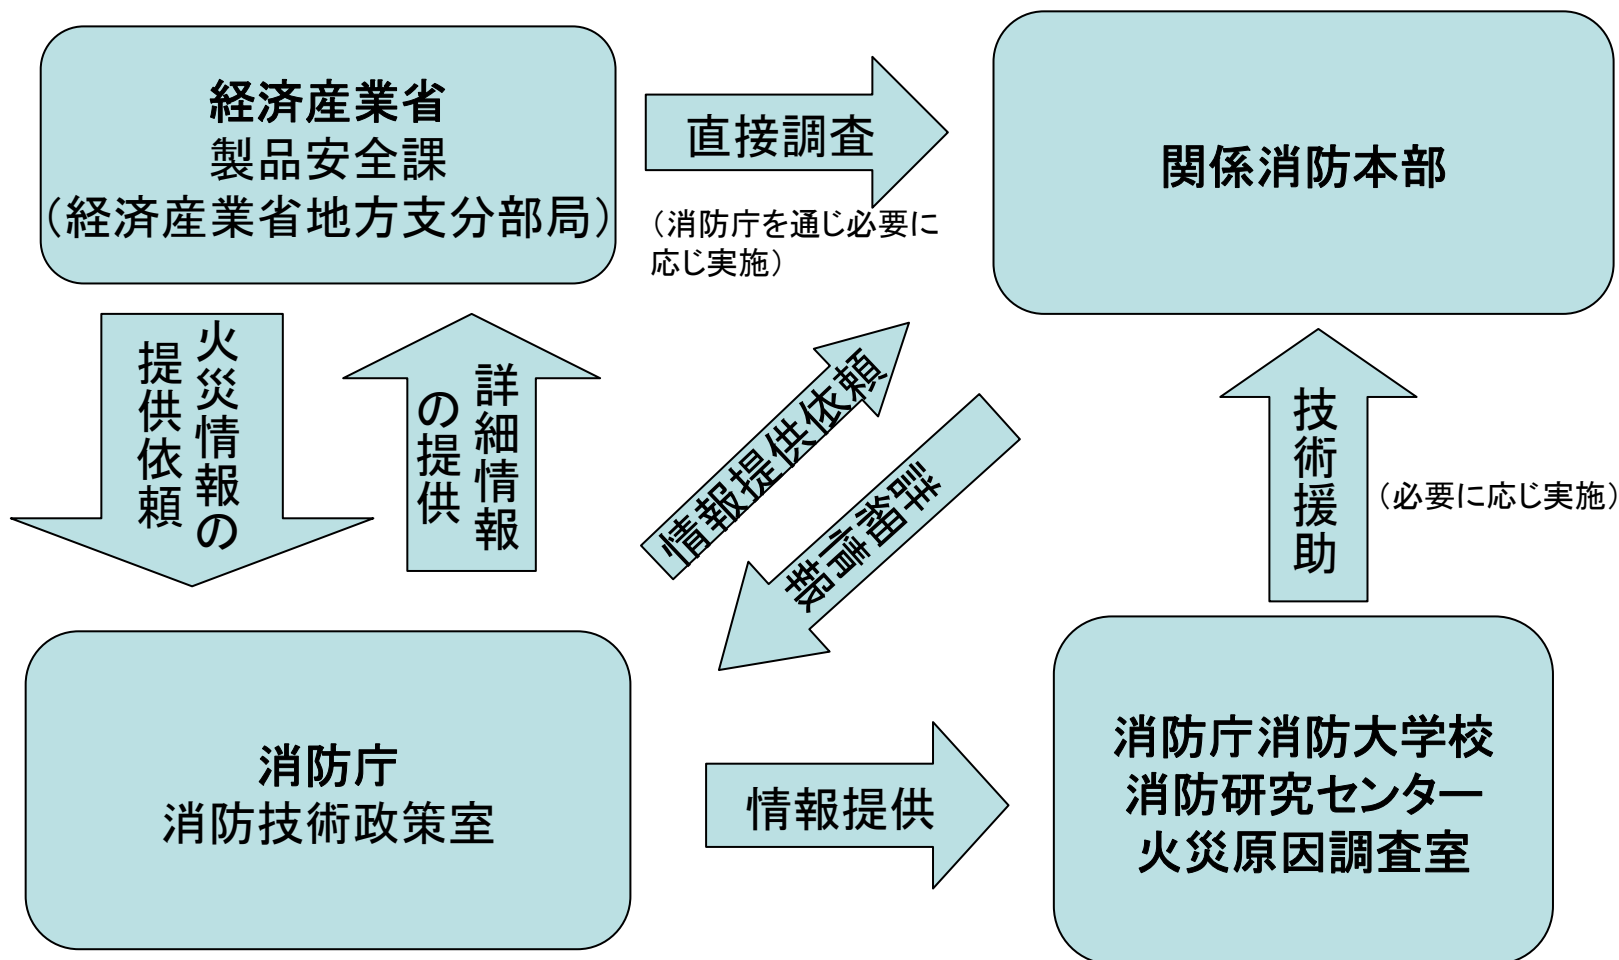 経済産業省
製品安全課
（経済産業省地方支分部局）
直接調査
（消防庁を通じ必要に
応じ実施）
関係消防本部
火災情報の
提供依頼
詳細情報
の提供
情報提供依頼
詳細情報
技術援助
（必要に応じ実施）
消防庁
消防技術政策室
情報提供
消防庁消防大学校
消防研究センター
火災原因調査室